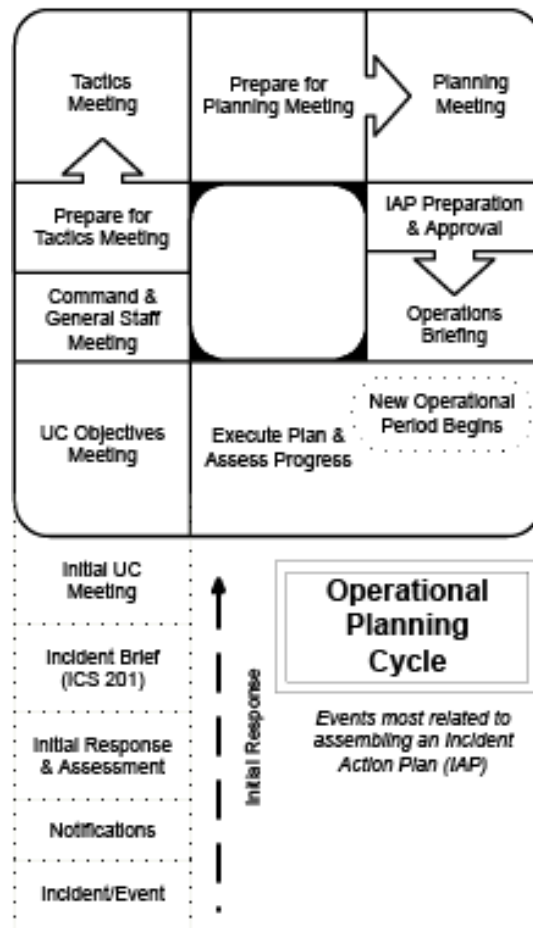 Tactics
Meeting
Prepare for
Planning Meeting
Planning
Meeting
Prepare for
Tactics Meeting
IAP Preparation
& Approval
Command &
General Staff
Meeting
Operations
Briefing
UC Objectives
Meeting
Execute Plan &
Assess Progress
New Operational
Period Begins
Initial UC
Meeting
Incident Brief
(ICS 201)
Initial Response
& Assessment
Notifications
Incident/Event
Initial Response
Operational
Planning
Cycle
Events most related to
assembling an Incident
Action Plan (IAP)